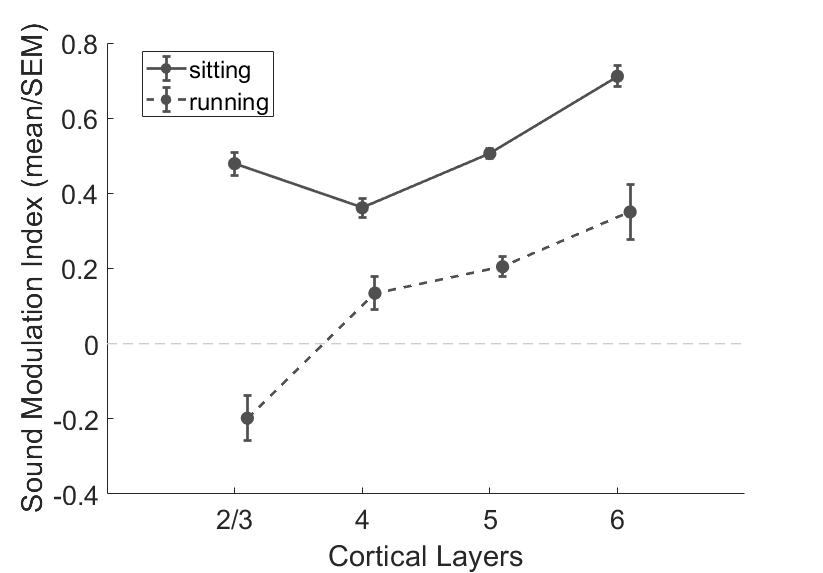 Sound Modulation Index (mean/SEM)
0.8
0.6
0.4
0.2
0
-0.2
-0.4
sitting
running
2/3 4 5 6
Cortical Layers